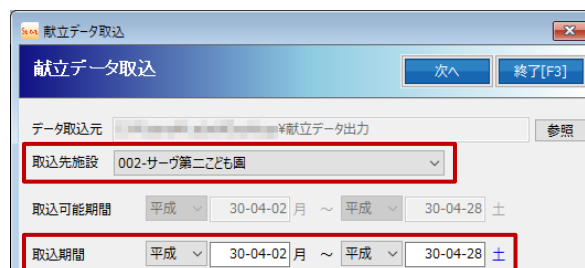 献立データ取込
献立データ取込 次へ 終了[F3]
データ取込元 ¥献立データ出力 参照
取込先施設 002-サーヴ第二こども園
取込可能期間 平成 30-04-02 月 ～ 平成 30-04-28 土
取込期間 平成 30-04-02 月 ～ 平成 30-04-28 土